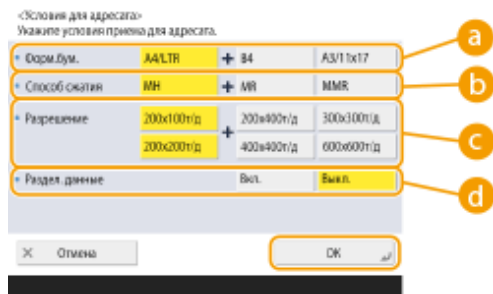 <Условия для адресата>
Укажите условия приема для адресата.
Форм.бум. A4/LTR + B4 A3/11x17 a
Способ сжатия MH + MR MMR b
Разрешение 200x100т/д + 200x400т/д 300x300т/д c
200x200т/д 400x400т/д 600x600т/д
Раздел. данные Вкл. Выкл. d
× Отмена OK